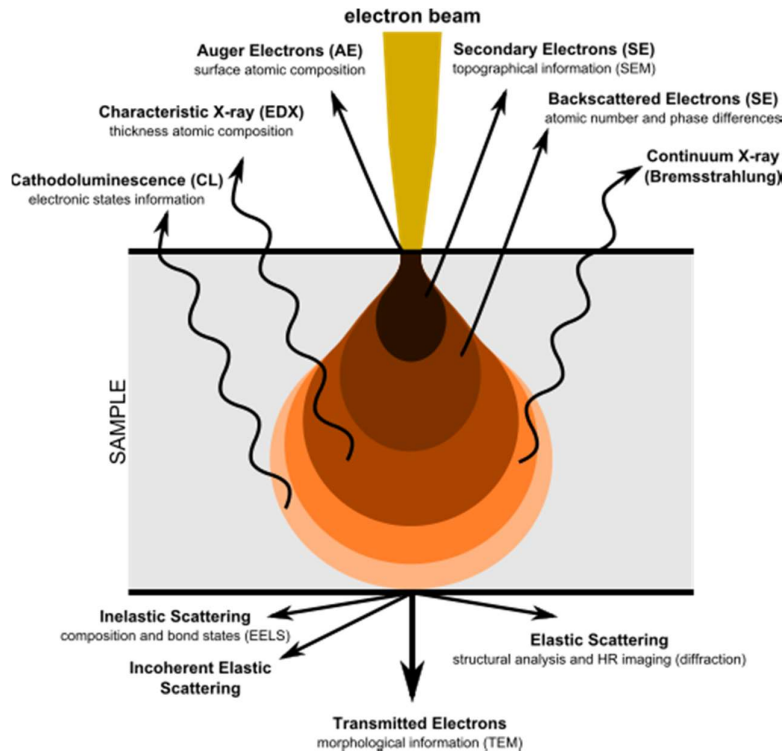 electron beam
Auger Electrons (AE)
surface atomic composition
Secondary Electrons (SE)
topographical information (SEM)
Characteristic X-ray (EDX)
thickness atomic composition
Backscattered Electrons (SE)
atomic number and phase differences
Cathodoluminescence (CL)
electronic states information
Continuum X-ray
(Bremsstrahlung)
SAMPLE
Inelastic Scattering
composition and bond states (EELS)
Incoherent Elastic
Scattering
Elastic Scattering
structural analysis and HR imaging (diffraction)
Transmitted Electrons
morphological information (TEM)